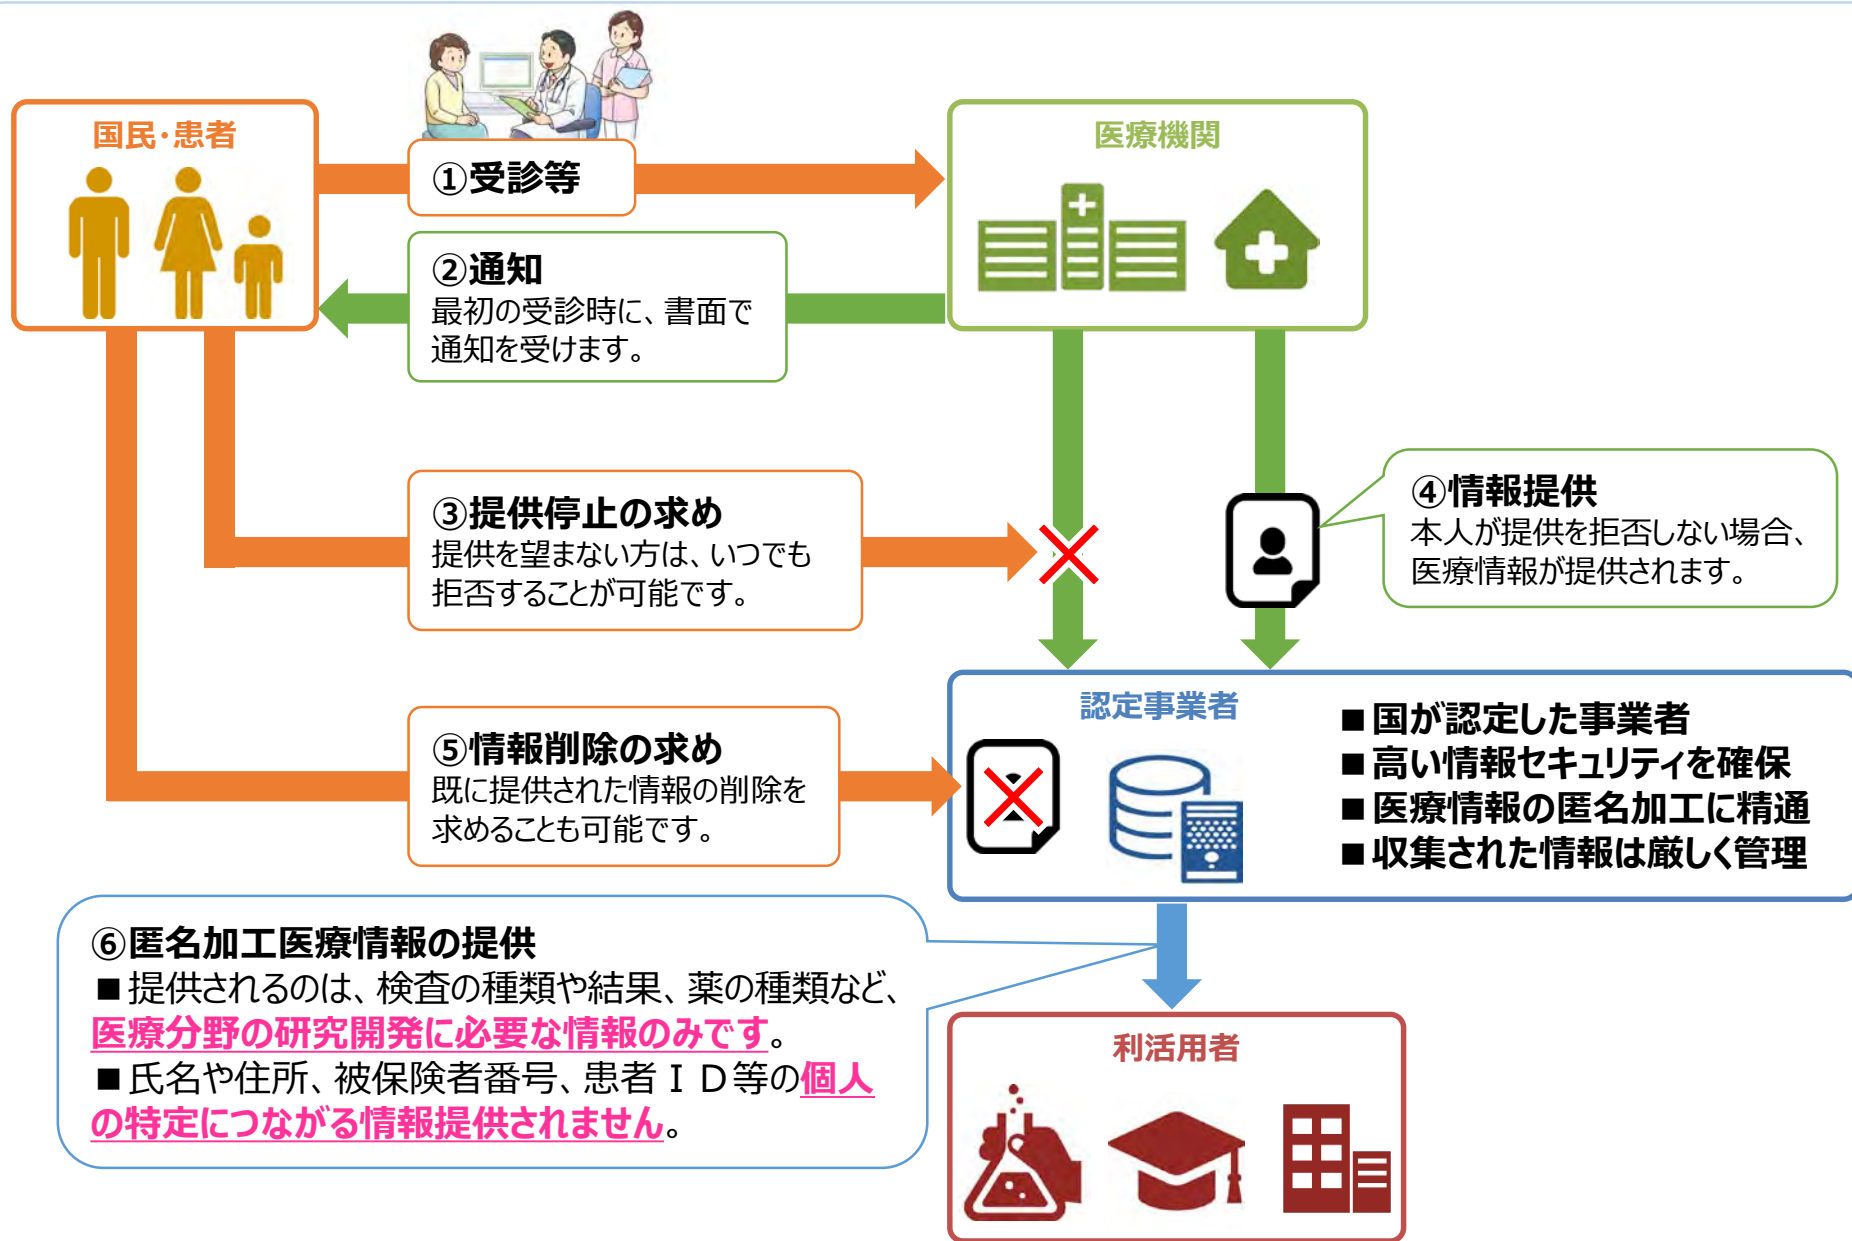 国民・患者
①受診等
医療機関
②通知
最初の受診時に、書面で
通知を受けます。
③提供停止の求め
提供を望まない方は、いつでも
拒否することが可能です。
④情報提供
本人が提供を拒否しない場合、
医療情報が提供されます。
⑤情報削除の求め
既に提供された情報の削除を
求めることも可能です。
認定事業者
■国が認定した事業者
■高い情報セキュリティを確保
■医療情報の匿名加工に精通
■収集された情報は厳しく管理
⑥匿名加工医療情報の提供
■提供されるのは、検査の種類や結果、薬の種類など、
医療分野の研究開発に必要な情報のみです。
■氏名や住所、被保険者番号、患者ＩＤ等の個人
の特定につながる情報提供されません。
利活用者